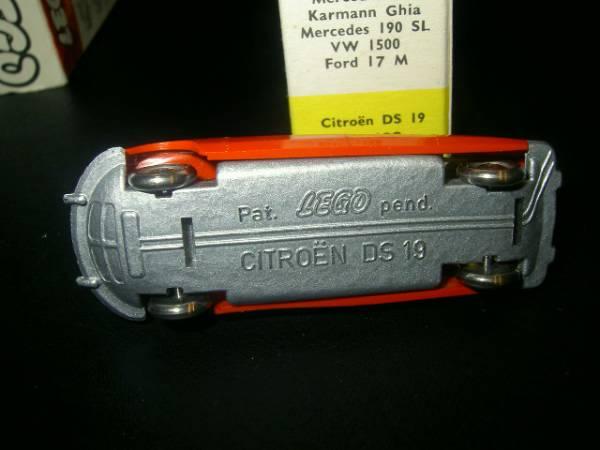 Karmann Ghia
Mercedes 190 SL
VW 1500
Ford 17 M
Citroën DS 19
Pat. LEGO pend.
CITROËN DS 19